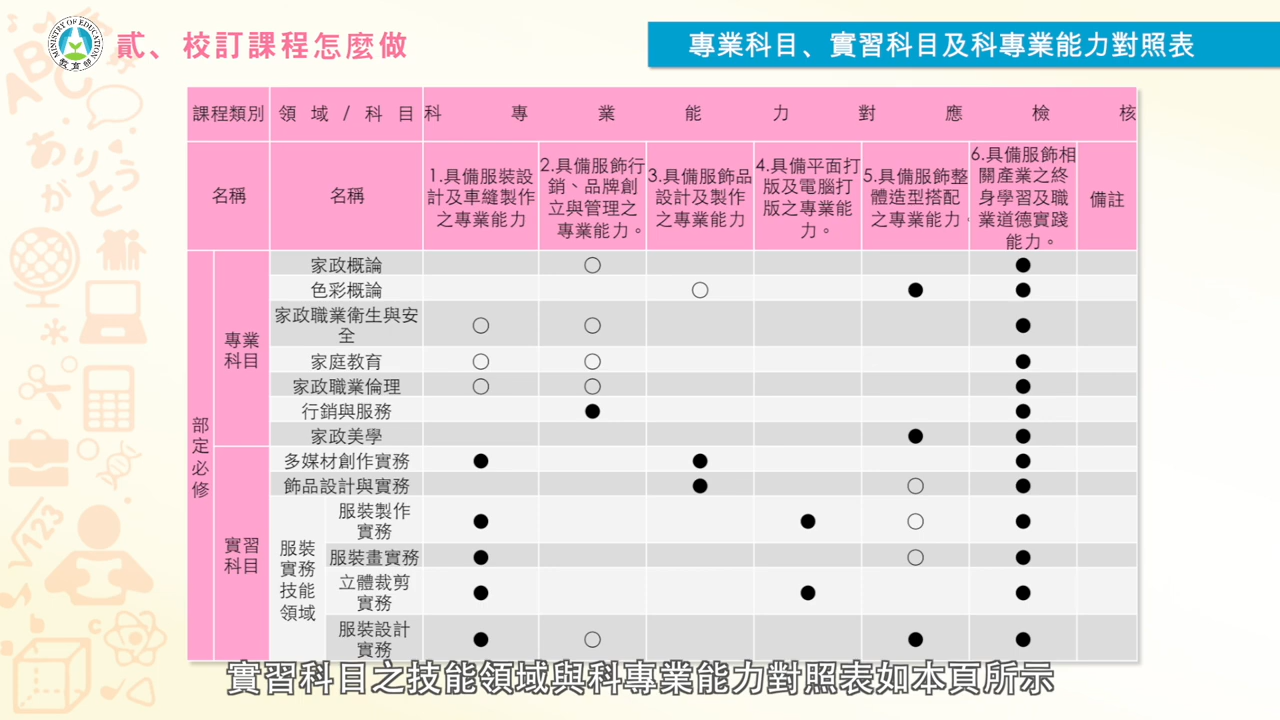 MINISTRY OF EDUCATION
教育部
貳、校訂課程怎麼做
專業科目、實習科目及科專業能力對照表
課程類別 領域/科目 科專業能力對應檢核
名稱 名稱 1.具備服裝設計及車縫製作之專業能力 2.具備服飾行銷、品牌創立與管理之專業能力。 3.具備服飾品設計及製作之專業能力 4.具備平面打版及電腦打版之專業能力。 5.具備服飾整體造型搭配之專業能力。 6.具備服飾相關產業之終身學習及職業道德實踐能力。 備註
部定必修
專業科目
家政概論 ○ ●
色彩概論 ○ ● ●
家政職業衛生與安全 ○ ○ ●
家庭教育 ○ ○ ●
家政職業倫理 ○ ○ ●
行銷與服務 ● ●
家政美學 ● ●
實習科目
多媒材創作實務 ● ● ●
飾品設計與實務 ● ○ ●
服裝實務技能領域
服裝製作實務 ● ● ○ ●
服裝畫實務 ● ○ ●
立體裁剪實務 ● ● ●
服裝設計實務 ● ○ ● ●
實習科目之技能領域與科專業能力對照表如本頁所示